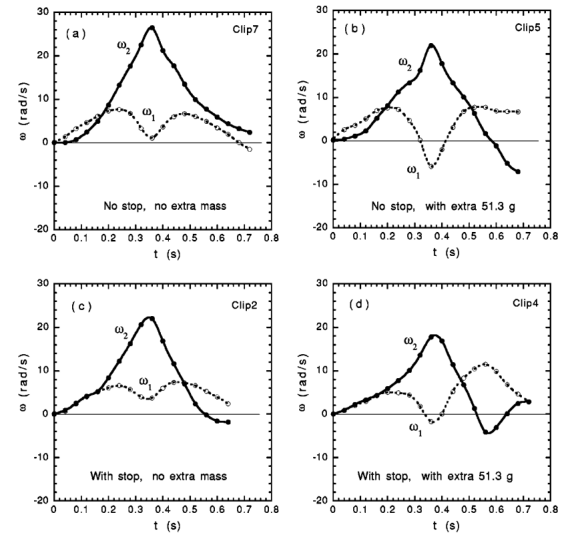 (a) Clip7
ω2
ω1
No stop, no extra mass
ω (rad/s)
30
20
10
0
-10
-20
0 0.1 0.2 0.3 0.4 0.5 0.6 0.7 0.8
t (s)
(b) Clip5
ω2
ω1
No stop, with extra 51.3 g
ω (rad/s)
30
20
10
0
-10
-20
0 0.1 0.2 0.3 0.4 0.5 0.6 0.7 0.8
t (s)
(c) Clip2
ω2
ω1
With stop, no extra mass
ω (rad/s)
30
20
10
0
-10
-20
0 0.1 0.2 0.3 0.4 0.5 0.6 0.7 0.8
t (s)
(d) Clip4
ω2
ω1
With stop, with extra 51.3 g
ω (rad/s)
30
20
10
0
-10
-20
0 0.1 0.2 0.3 0.4 0.5 0.6 0.7 0.8
t (s)